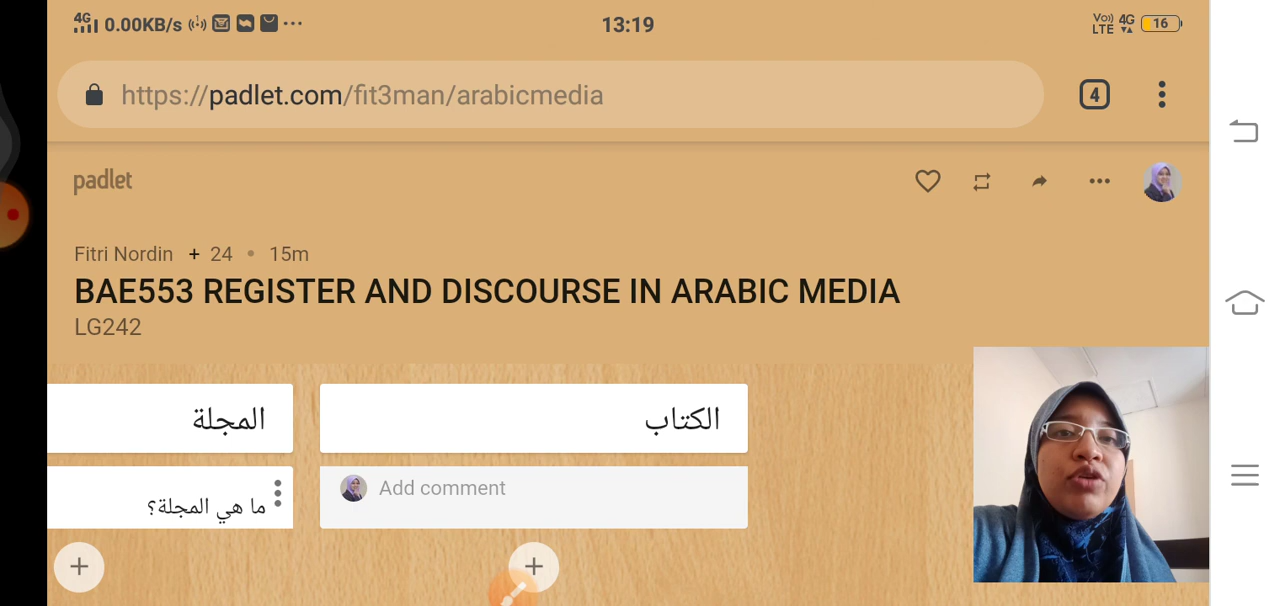 4G 0.00KB/s 13:19 Vo) LTE 4G 16
https://padlet.com/fit3man/arabicmedia 4
padlet
Fitri Nordin + 24 • 15m
BAE553 REGISTER AND DISCOURSE IN ARABIC MEDIA
LG242
المجلة
الكتاب
ما هي المجلة؟
Add comment